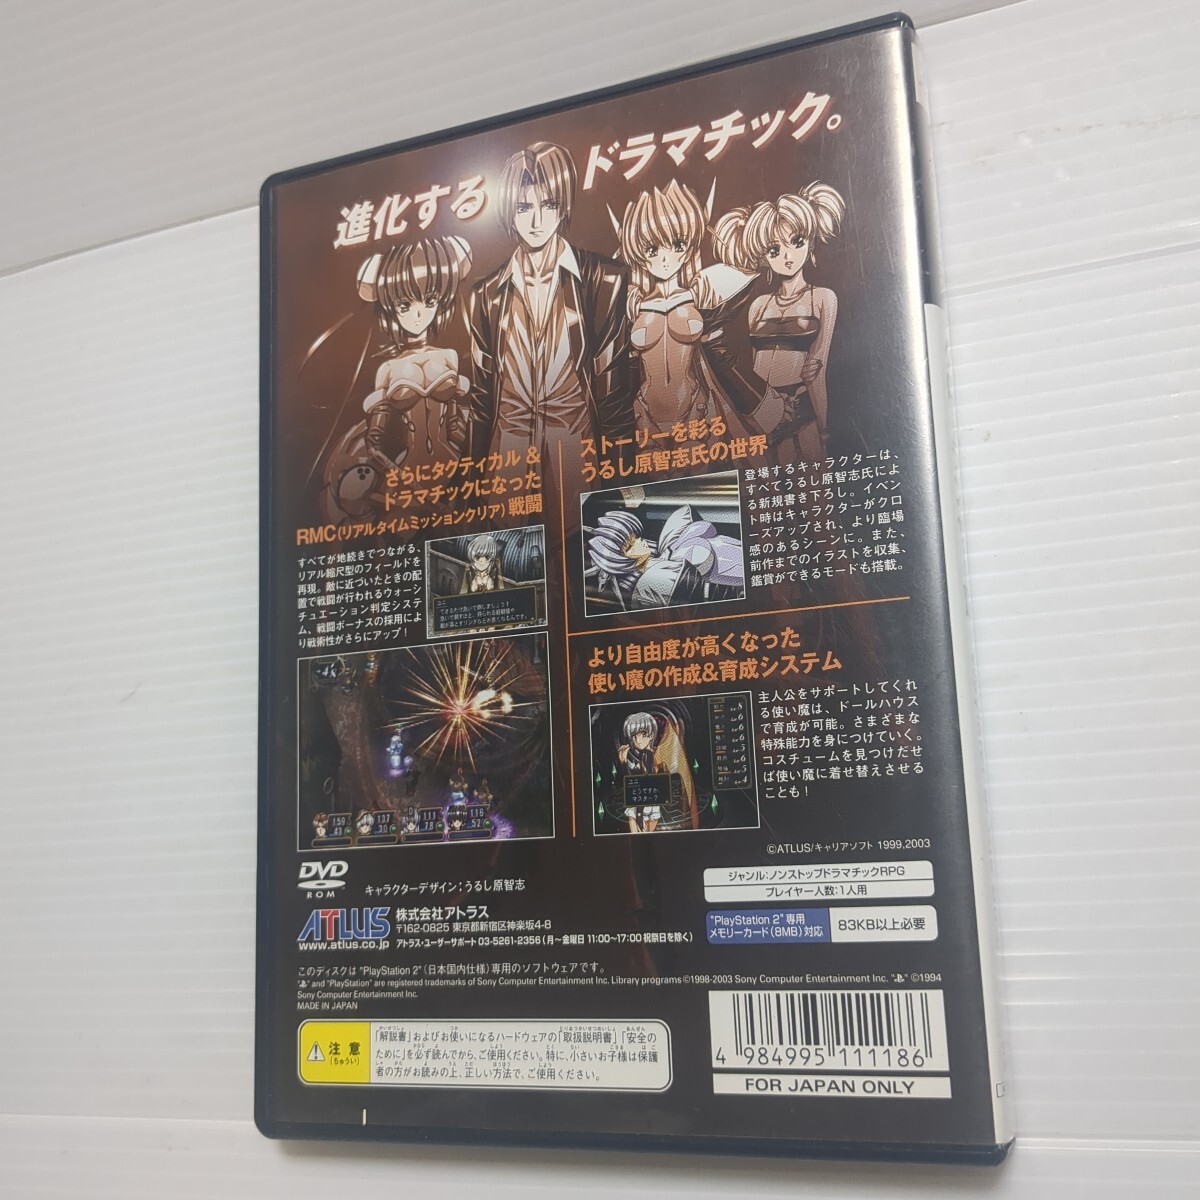 進化する
ドラマチック。
さらにタクティカル&
ドラマチックになった
RMC(リアルタイムミッションクリア)戦闘
すべてが地続きでつながる、
リアル縮尺型のフィールドを
再現。敵に近づいたときの配
置で戦闘が行われるウォーシ
チュエーション判定システ
ム、戦闘ボーナスの採用によ
り戦術性がさらにアップ!
ストーリーを彩る
うるし原智志氏の世界
登場するキャラクターは、
すべてうるし原智志氏によ
る新規書き下ろし。イベン
ト時はキャラクターがクロ
ーズアップされ、より臨場
感のあるシーンに。また、
前作までのイラストを収集、
鑑賞ができるモードも搭載。
より自由度が高くなった
使い魔の作成&育成システム
主人公をサポートしてくれ
る使い魔は、ドールハウス
で育成が可能。さまざまな
特殊能力を身につけていく。
コスチュームを見つけだせ
ば使い魔に着せ替えさせる
ことも!
ユニ
どうですか、
マスター?
©ATLUS/キャリアソフト 1999,2003
DVD
ROM
キャラクターデザイン:うるし原智志
ジャンル:ノンストップドラマチックRPG
プレイヤー人数:1人用
ATLUS
www.atlus.co.jp
株式会社アトラス
〒162-0825 東京都新宿区神楽坂4-8
アトラス・ユーザーサポート 03-5261-2356(月~金曜日 11:00~17:00 祝祭日を除く)
"PlayStation 2"専用
メモリーカード(8MB)対応
83KB以上必要
このディスクは"PlayStation 2"(日本国内仕様)専用のソフトウェアです。
" " and "PlayStation" are registered trademarks of Sony Computer Entertainment Inc. Library programs ©1998-2003 Sony Computer Entertainment Inc. " " ©1994
Sony Computer Entertainment Inc.
MADE IN JAPAN
注意
(ちゅうい)
「解説書」およびお使いになるハードウェアの「取扱説明書」「安全の
ために」を必ず読んでから、ご使用ください。特に、小さいお子様は保護
者の方がお読みの上、正しい方法で、ご使用ください。
4 984995 111186
FOR JAPAN ONLY